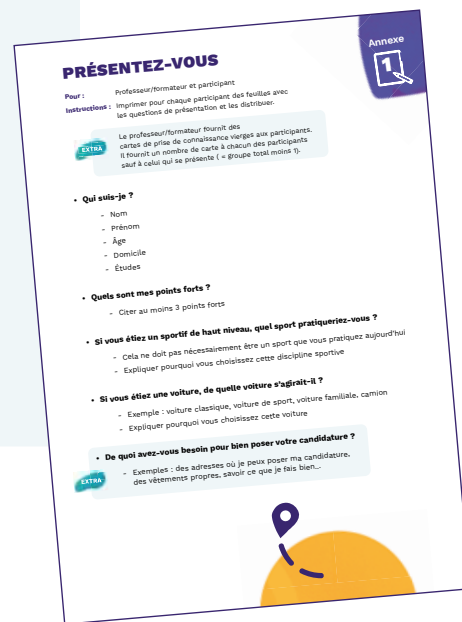 Annexe
1
PRÉSENTEZ-VOUS
Pour : Professeur/formateur et participant
Instructions : Imprimer pour chaque participant des feuilles avec
les questions de présentation et les distribuer.
EXTRA
Le professeur/formateur fournit des
cartes de prise de connaissance vierges aux participants.
Il fournit un nombre de carte à chacun des participants
sauf à celui qui se présente ( « groupe total moins 1).
• Qui suis-je ?
- Nom
- Prénom
- Âge
- Domicile
- Études
• Quels sont mes points forts ?
- Citer au moins 3 points forts
• Si vous étiez un sportif de haut niveau, quel sport pratiqueriez-vous ?
- Cela ne doit pas nécessairement être un sport que vous pratiquez aujourd'hui
- Expliquer pourquoi vous choisissez cette discipline sportive
• Si vous étiez une voiture, de quelle voiture s'agirait-il ?
- Exemple : voiture classique, voiture de sport, voiture familiale, camion
- Expliquer pourquoi vous choisissez cette voiture
• De quoi avez-vous besoin pour bien poser votre candidature ?
EXTRA
- Exemples : des adresses où je peux poser ma candidature,
des vêtements propres, savoir ce que je fais bien...